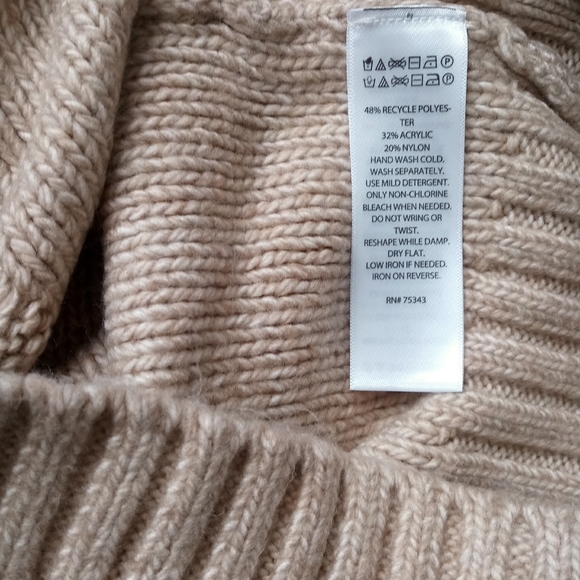 48% RECYCLE POLYES-
TER
32% ACRYLIC
20% NYLON
HAND WASH COLD,
WASH SEPARATELY,
USE MILD DETERGENT.
ONLY NON-CHLORINE
BLEACH WHEN NEEDED.
DO NOT WRING OR
TWIST.
RESHAPE WHILE DAMP,
DRY FLAT.
LOW IRON IF NEEDED.
IRON ON REVERSE.
RN# 75343